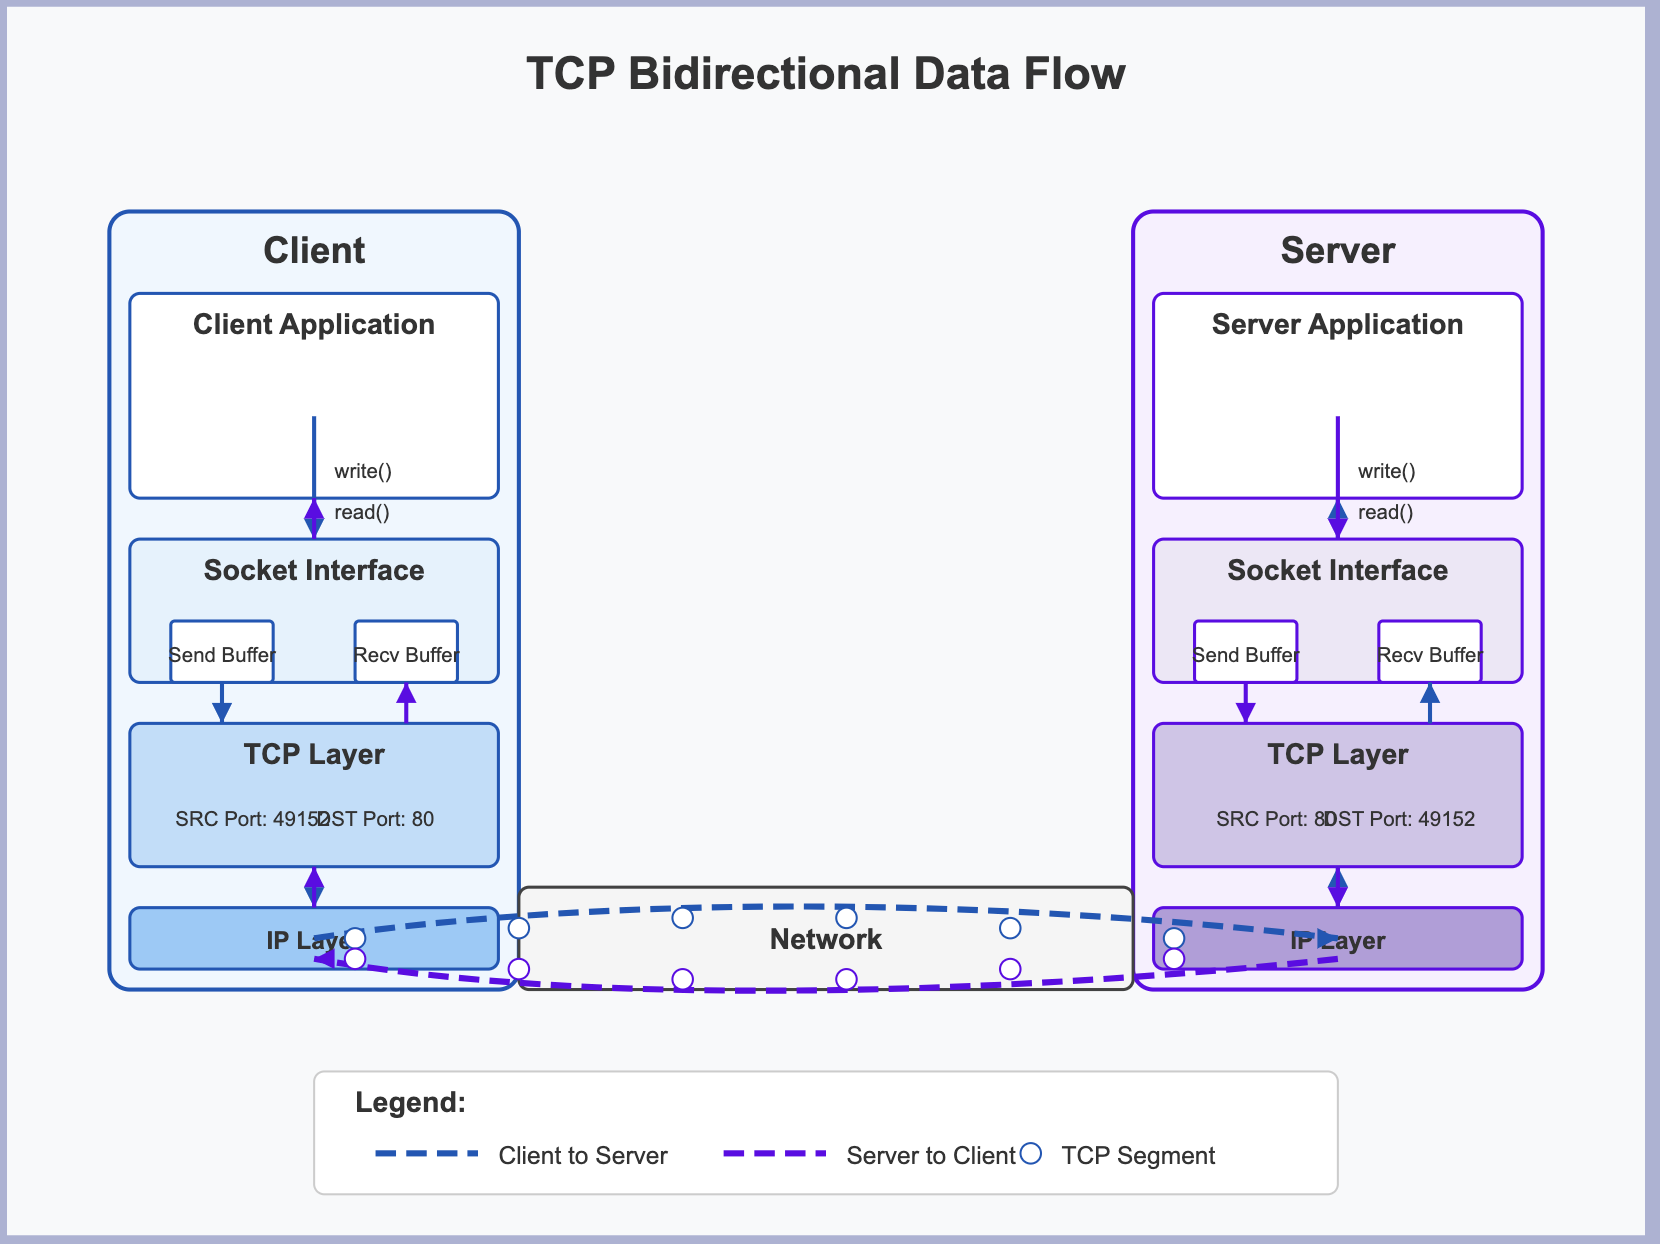 TCP Bidirectional Data Flow
Client
Client Application
write()
read()
Socket Interface
Send Buffer
Recv Buffer
TCP Layer
SRC Port: 49152
DST Port: 80
IP Layer
Server
Server Application
write()
read()
Socket Interface
Send Buffer
Recv Buffer
TCP Layer
SRC Port: 80
DST Port: 49152
IP Layer
Network
Legend:
Client to Server
Server to Client
TCP Segment